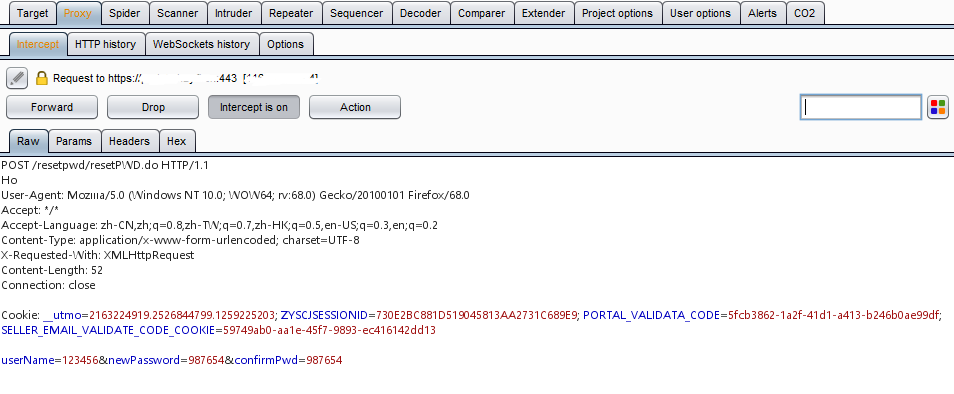 Target Proxy Spider Scanner Intruder Repeater Sequencer Decoder Comparer Extender Project options User options Alerts CO2
Intercept HTTP history WebSockets history Options
Request to https:/ :443
Forward Drop Intercept is on Action
Raw Params Headers Hex
POST /resetpwd/resetPWD.do HTTP/1.1
Ho
User-Agent: Mozilla/5.0 (Windows NT 10.0; WOW64; rv:68.0) Gecko/20100101 Firefox/68.0
Accept: */*
Accept-Language: zh-CN,zh;q=0.8,zh-TW;q=0.7,zh-HK;q=0.5,en-US;q=0.3,en;q=0.2
Content-Type: application/x-www-form-urlencoded; charset=UTF-8
X-Requested-With: XMLHttpRequest
Content-Length: 52
Connection: close
Cookie: __utmo=2163224919.2526844799.1259225203; ZYSCJSESSIONID=730E2BC881D519045813AA2731C689E9; PORTAL_VALIDATA_CODE=5fcb3862-1a2f-41d1-a413-b246b0ae99df;
SELLER_EMAIL_VALIDATE_CODE_COOKIE=59749ab0-aa1e-45f7-9893-ec416142dd13
userName=123456&newPassword=987654&confirmPwd=987654